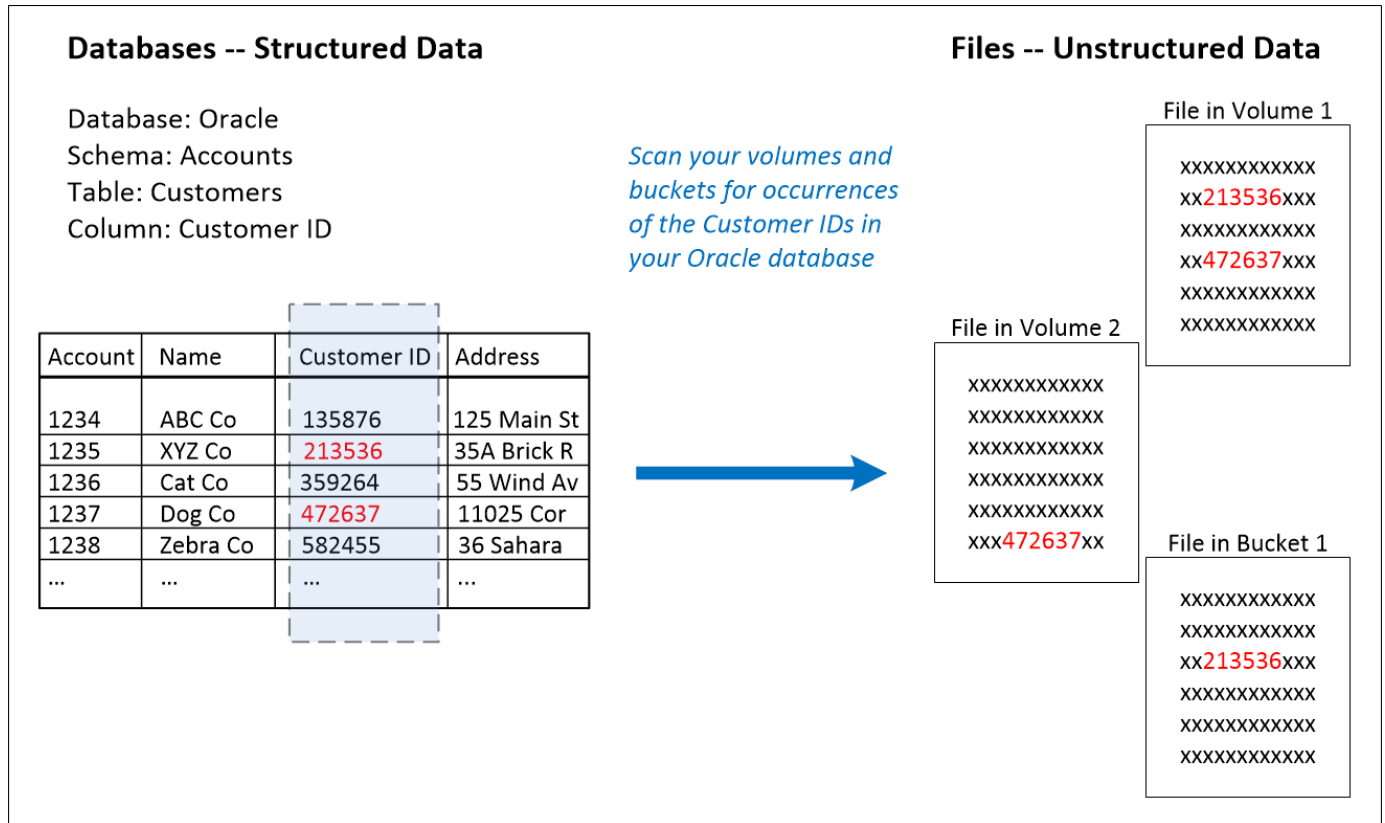 Databases -- Structured Data
Database: Oracle
Schema: Accounts
Table: Customers
Column: Customer ID
Account Name Customer ID Address
1234 ABC Co 135876 125 Main St
1235 XYZ Co 213536 35A Brick R
1236 Cat Co 359264 55 Wind Av
1237 Dog Co 472637 11025 Cor
1238 Zebra Co 582455 36 Sahara
... ... ... ...
Scan your volumes and
buckets for occurrences
of the Customer IDs in
your Oracle database
Files -- Unstructured Data
File in Volume 1
xxxxxxxxxxxx
xx213536xxx
xxxxxxxxxxxx
xx472637xxx
xxxxxxxxxxxx
xxxxxxxxxxxx
File in Volume 2
xxxxxxxxxxxx
xxxxxxxxxxxx
xxxxxxxxxxxx
xxxxxxxxxxxx
xxxxxxxxxxxx
xxx472637xx
File in Bucket 1
xxxxxxxxxxxx
xxxxxxxxxxxx
xx213536xxx
xxxxxxxxxxxx
xxxxxxxxxxxx
xxxxxxxxxxxx